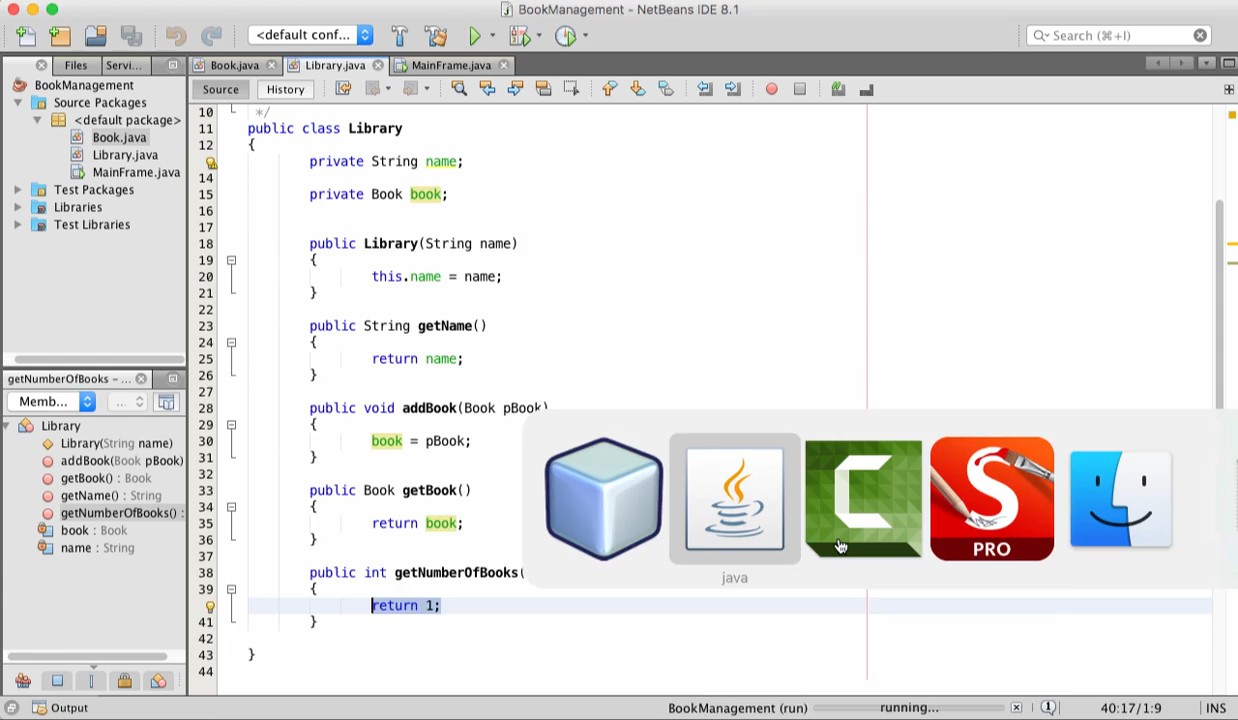 BookManagement - NetBeans IDE 8.1
<default conf...
Search (⌘+I)
Files
Servi...
Book.java
Library.java
MainFrame.java
BookManagement
Source Packages
<default package>
Book.java
Library.java
MainFrame.java
Test Packages
Libraries
Test Libraries
Source
History
10 */
11 public class Library
12 {
private String name;
14
15 private Book book;
16
17
18 public Library(String name)
19 {
20 this.name = name;
21 }
22
23 public String getName()
24 {
25 return name;
26 }
27
28 public void addBook(Book pBook)
29 {
30 book = pBook;
31 }
32
33 public Book getBook()
34 {
35 return book;
36 }
37
38 public int getNumberOfBooks(
39 {
return 1;
41 }
42
43 }
44
getNumberOfBooks - ...
Memb...
...
Library
Library(String name)
addBook(Book pBook)
getBook() : Book
getName() : String
getNumberOfBooks() :
book : Book
name : String
PRO
java
Output
BookManagement (run)
running...
1
40:17/1:9
INS